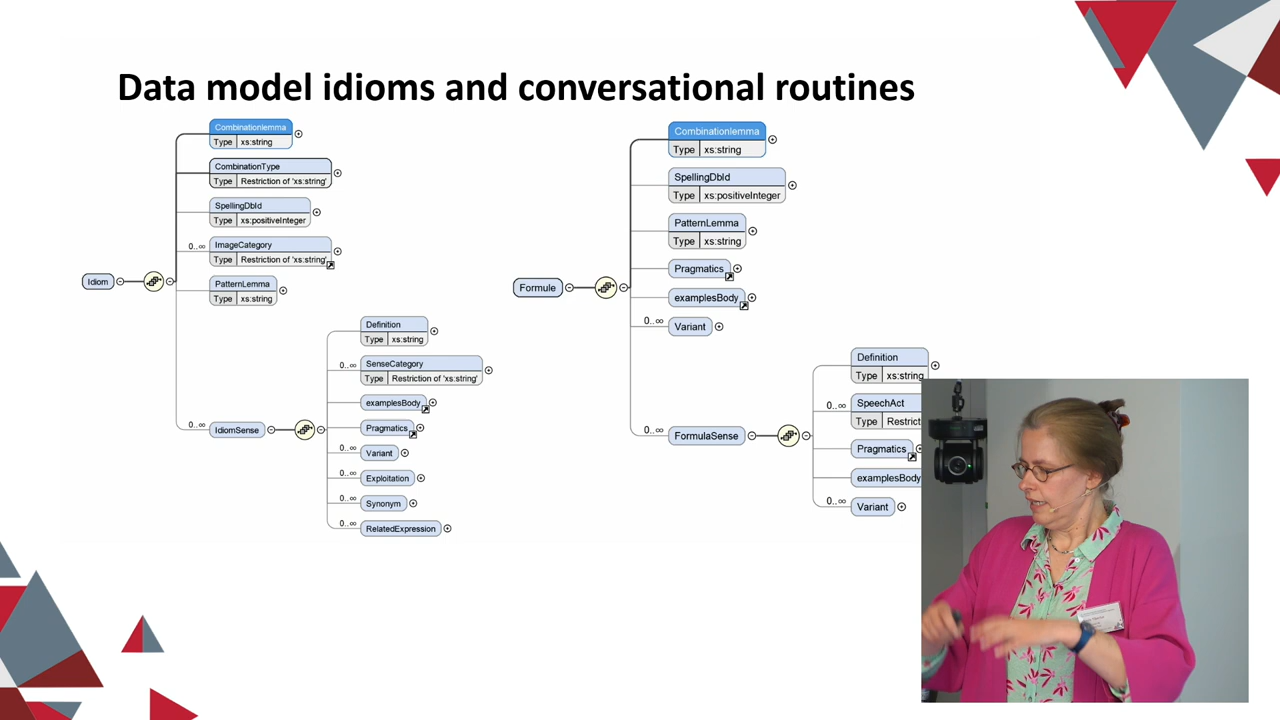 Data model idioms and conversational routines
Idiom
Combinationlemma
Type xs:string
CombinationType
Type Restriction of 'xs:string'
SpellingDbId
Type xs:positiveInteger
0..∞
ImageCategory
Type Restriction of 'xs:string'
PatternLemma
Type xs:string
0..∞
IdiomSense
Definition
Type xs:string
0..∞
SenseCategory
Type Restriction of 'xs:string'
examplesBody
Pragmatics
0..∞
Variant
0..∞
Exploitation
0..∞
Synonym
0..∞
RelatedExpression
Formule
Combinationlemma
Type xs:string
SpellingDbId
Type xs:positiveInteger
PatternLemma
Type xs:string
Pragmatics
examplesBody
0..∞
Variant
0..∞
FormulaSense
Definition
Type xs:string
0..∞
SpeechAct
Type Restrict
Pragmatics
examplesBody
0..∞
Variant